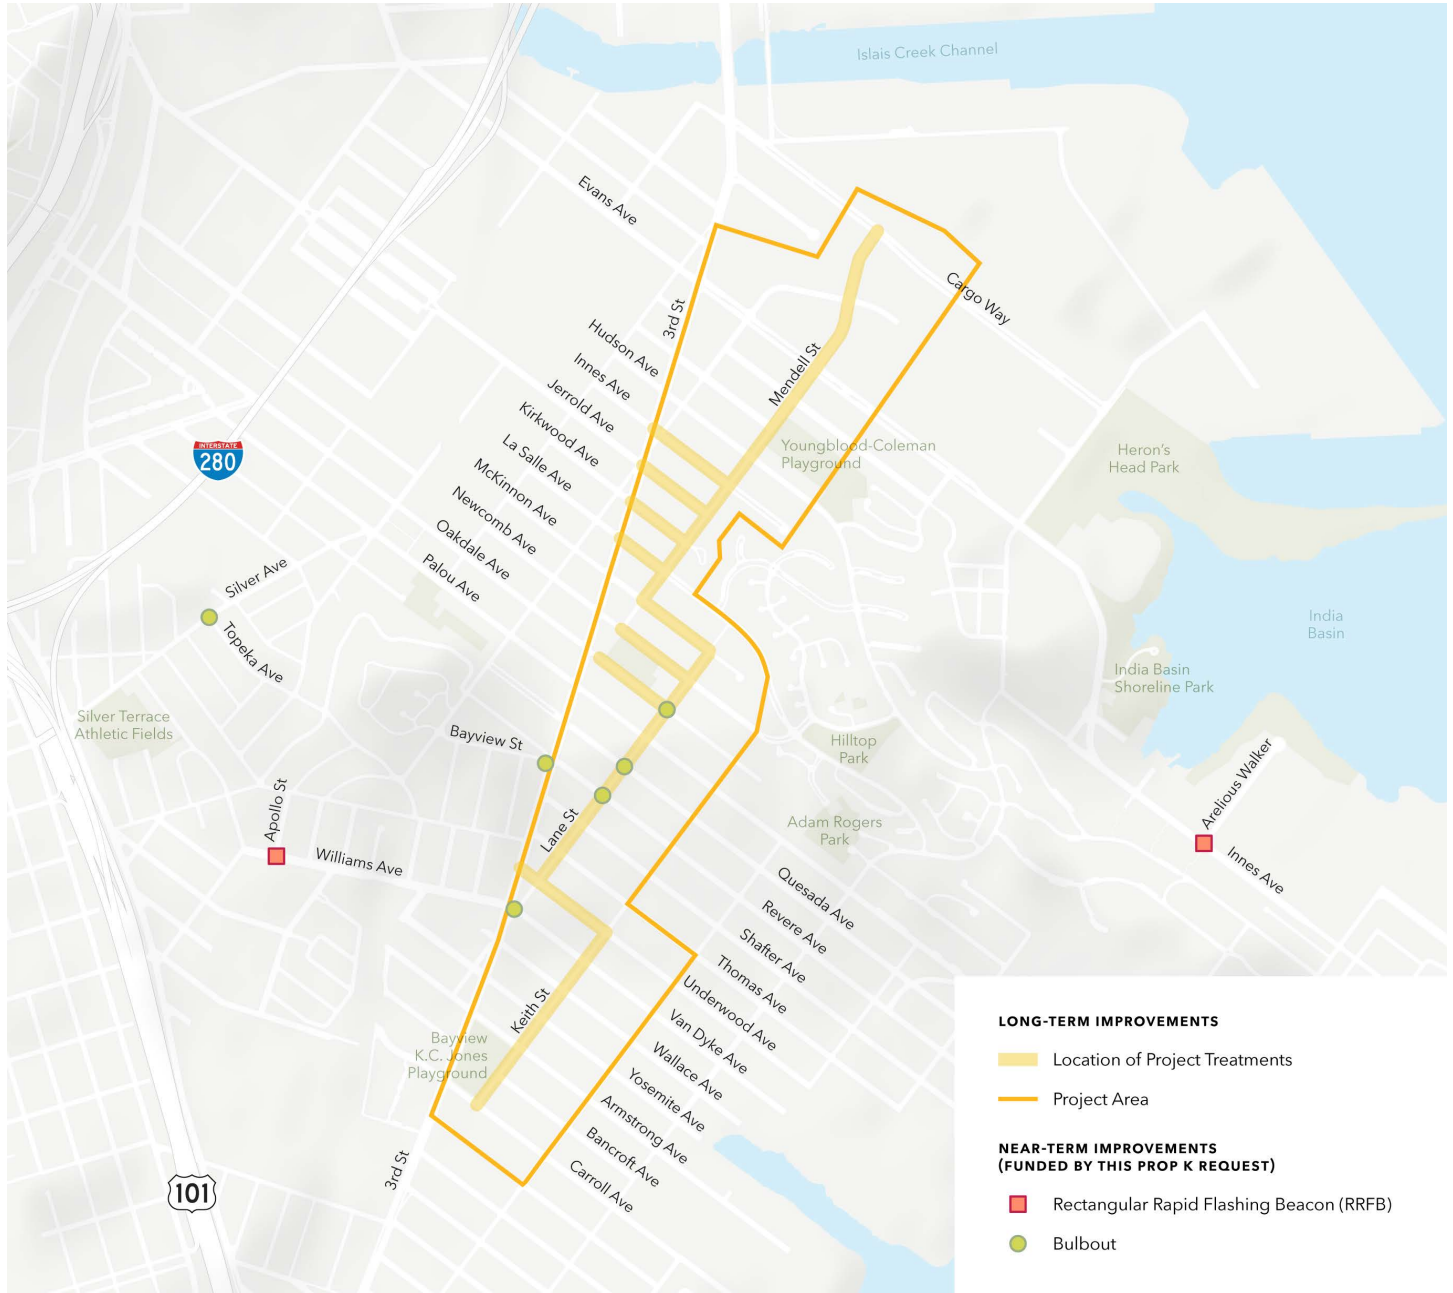 Islais Creek Channel
Evans Ave
Cargo Way
3rd St
Hudson Ave
Innes Ave
Jerrold Ave
Kirkwood Ave
La Salle Ave
McKinnon Ave
Newcomb Ave
Oakdale Ave
Palou Ave
Mendell St
Youngblood-Coleman
Playground
Heron's
Head Park
INTERSTATE
280
Silver Ave
Topeka Ave
India
Basin
India Basin
Shoreline Park
Silver Terrace
Athletic Fields
Bayview St
Hilltop
Park
Apollo St
Williams Ave
Lane St
Adam Rogers
Park
Arelious Walker
Innes Ave
Quesada Ave
Revere Ave
Shafter Ave
Thomas Ave
Underwood Ave
Van Dyke Ave
Wallace Ave
Yosemite Ave
Armstrong Ave
Bancroft Ave
Carroll Ave
Keith St
Bayview
K.C. Jones
Playground
3rd St
101
LONG-TERM IMPROVEMENTS
Location of Project Treatments
Project Area
NEAR-TERM IMPROVEMENTS
(FUNDED BY THIS PROP K REQUEST)
Rectangular Rapid Flashing Beacon (RRFB)
Bulbout